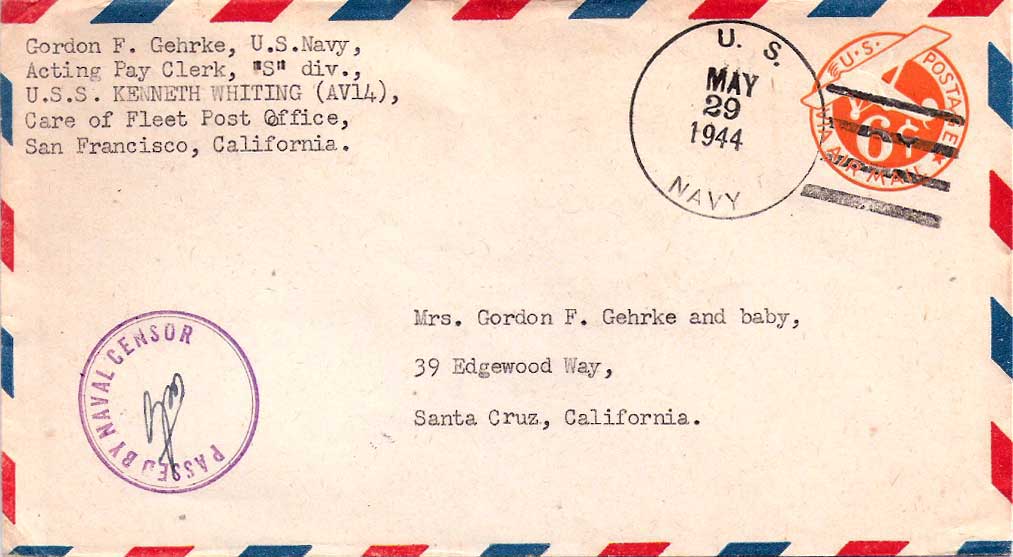 Gordon F. Gehrke, U.S.Navy,
Acting Pay Clerk, "S" div.,
U.S.S. KENNETH WHITING (AV14),
Care of Fleet Post Office,
San Francisco, California.
U. S.
MAY
29
1944
NAVY
U·S· POSTAGE
6¢
VIA AIR MAIL
Mrs. Gordon F. Gehrke and baby,
39 Edgewood Way,
Santa Cruz, California.
PASSED BY NAVAL CENSOR